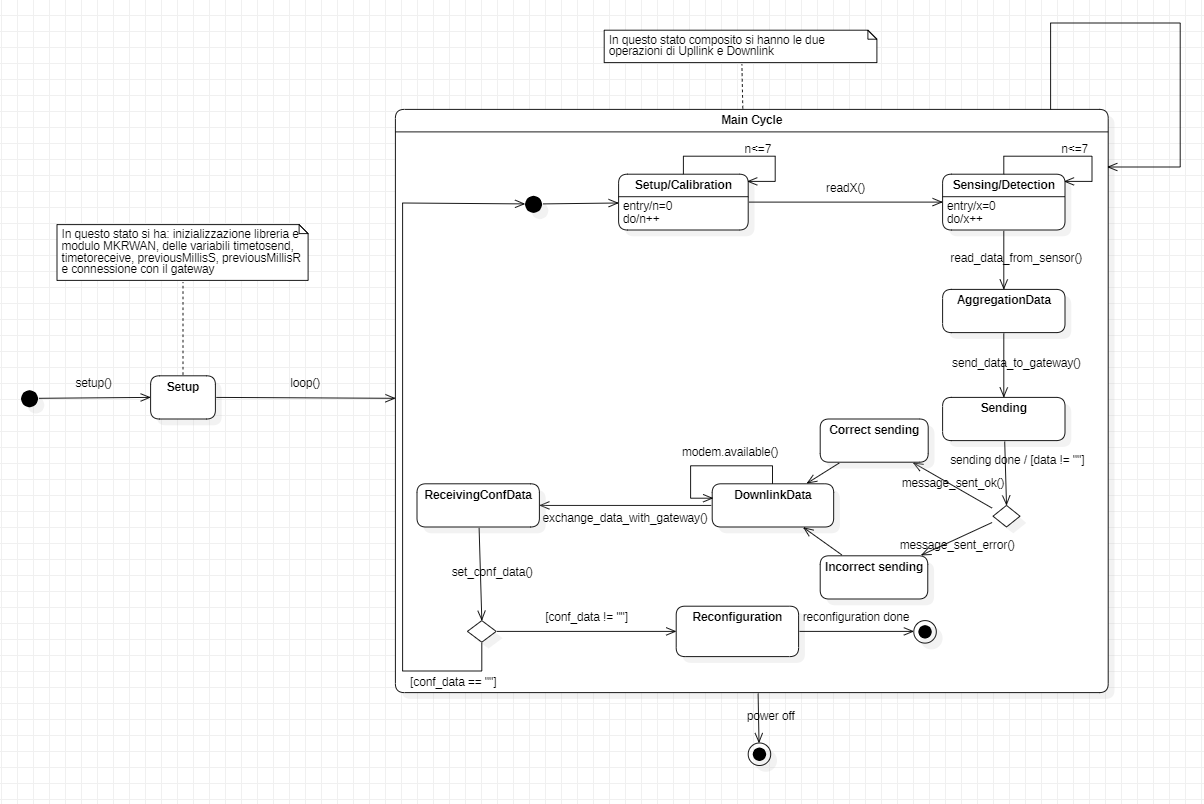 In questo stato composito si hanno le due
operazioni di Upllink e Downlink
Main Cycle
n<=7
n<=7
Setup/Calibration
entry/n=0
do/n++
readX()
Sensing/Detection
entry/x=0
do/x++
In questo stato si ha: inizializzazione libreria e
modulo MKRWAN, delle variabili timetosend,
timetoreceive, previousMillisS, previousMillisR
e connessione con il gateway
read_data_from_sensor()
AggregationData
send_data_to_gateway()
setup()
Setup
loop()
Sending
Correct sending
sending done / [data != ""]
modem.available()
message_sent_ok()
ReceivingConfData
DownlinkData
exchange_data_with_gateway()
message_sent_error()
Incorrect sending
set_conf_data()
[conf_data != ""]
Reconfiguration
reconfiguration done
[conf_data == ""]
power off